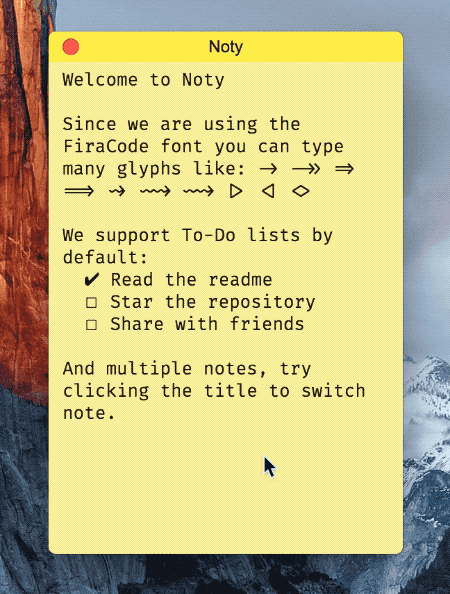 Noty
Welcome to Noty
Since we are using the
FiraCode font you can type
many glyphs like: → ↠ ⇒
⟹ ⇝ ⟿ ⟿ ▷ ◁ ◇
We support To-Do lists by
default:
✔ Read the readme
☐ Star the repository
☐ Share with friends
And multiple notes, try
clicking the title to switch
note.